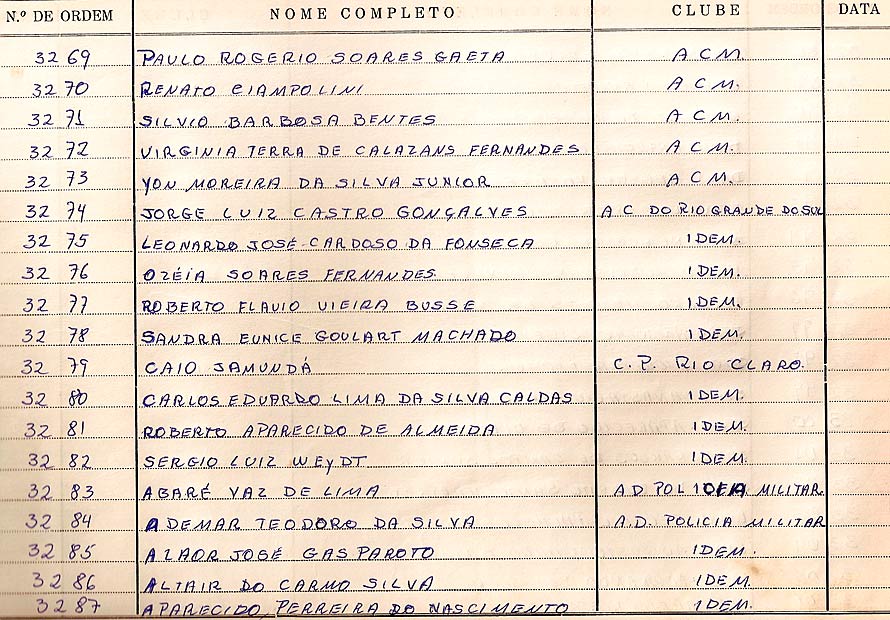 N.º DE ORDEM NOME COMPLETO CLUBE DATA
3269 PAULO ROGERIO SOARES GAETA A C M.
3270 RENATO CIAMPOLINI A C M.
3271 SILVIO BARBOSA BENTES A C M.
3272 VIRGINIA TERRA DE CALAZANS FERNANDES A C M.
3273 YON MOREIRA DA SILVA JUNIOR A C M.
3274 JORGE LUIZ CASTRO GONÇALVES A C DO RIO GRANDE DO SUL
3275 LEONARDO JOSÉ CARDOSO DA FONSECA IDEM.
3276 OZÉIA SOARES FERNANDES IDEM.
3277 ROBERTO FLAVIO VIEIRA BUSSE IDEM.
3278 SANDRA EUNICE GOULART MACHADO IDEM.
3279 CAIO JAMUNDÁ C. P. RIO CLARO.
3280 CARLOS EDUARDO LIMA DA SILVA CALDAS IDEM.
3281 ROBERTO APARECIDO DE ALMEIDA IDEM.
3282 SERGIO LUIZ WEYDT IDEM.
3283 ABARÉ VAZ DE LIMA A D POLICIA MILITAR
3284 ADEMAR TEODORO DA SILVA A.D. POLICIA MILITAR
3285 ALAOR JOSÉ GASPAROTO IDEM.
3286 ALTAIR DO CARMO SILVA IDEM.
3287 APARECIDO PERREIRA DO NASCIMENTO IDEM.